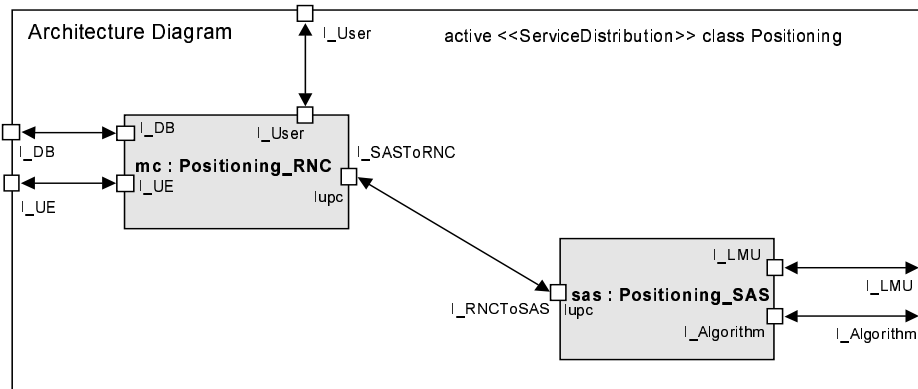 Architecture Diagram
I_User
active <<ServiceDistribution>> class Positioning
I_DB
I_User
I_DB
I_SASToRNC
mc : Positioning_RNC
I_UE
Iupc
I_UE
I_LMU
sas : Positioning_SAS
I_LMU
I_RNCToSAS
Iupc
I_Algorithm
I_Algorithm